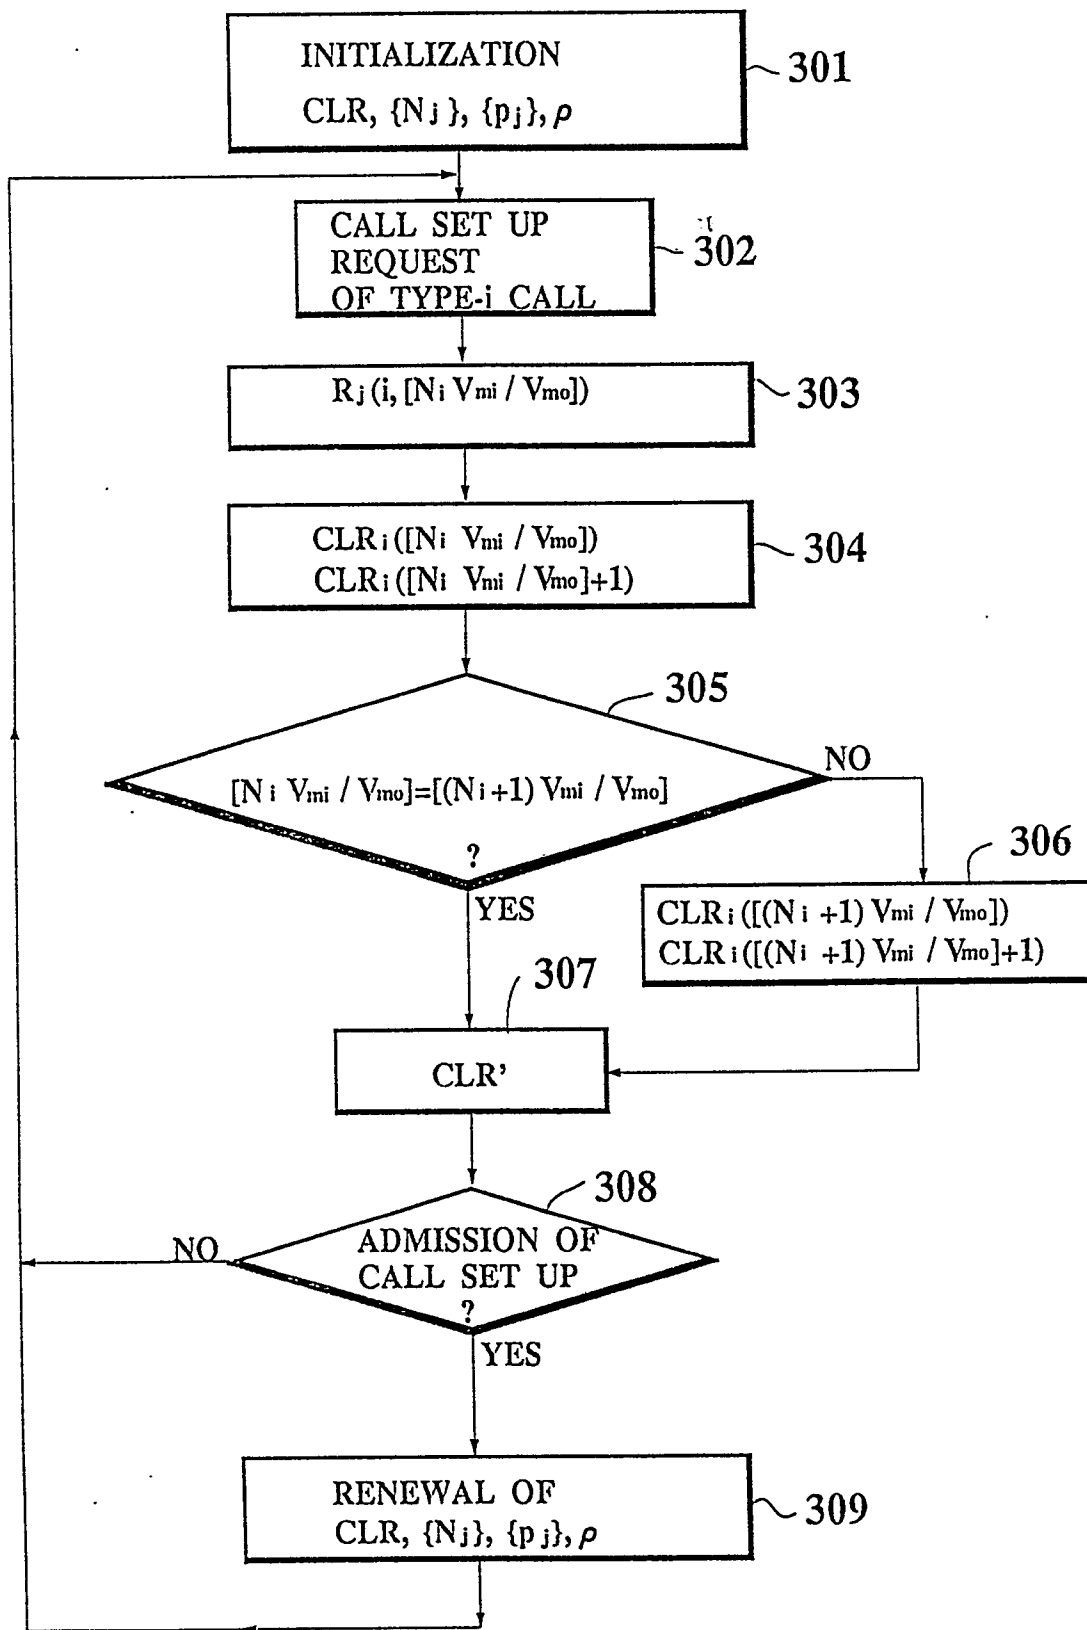 INITIALIZATION
CLR, {Nj}, {pj}, ρ
301
CALL SET UP
REQUEST
OF TYPE-i CALL
302
Rj (i, [Ni Vmi / Vmo])
303
CLRi ([Ni Vmi / Vmo])
CLRi ([Ni Vmi / Vmo]+1)
304
305
[Ni Vmi / Vmo]=[(Ni+1) Vmi / Vmo]
?
NO
YES
306
CLRi ([(Ni +1) Vmi / Vmo])
CLRi ([(Ni +1) Vmi / Vmo]+1)
307
CLR'
308
ADMISSION OF
CALL SET UP
?
NO
YES
RENEWAL OF
CLR, {Nj}, {pj}, ρ
309